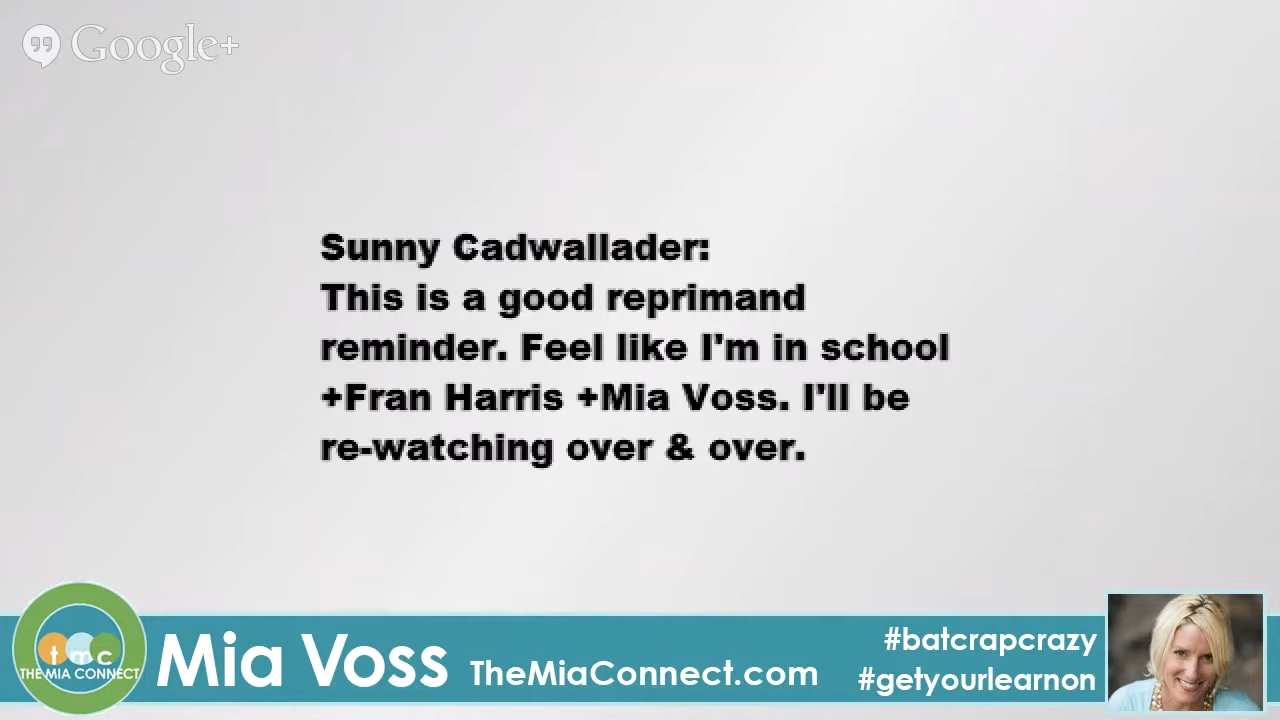 Google+
Sunny Cadwallader:
This is a good reprimand
reminder. Feel like I'm in school
+Fran Harris +Mia Voss. I'll be
re-watching over & over.
tmc
THE MIA CONNECT
Mia Voss
TheMiaConnect.com
#batcrapcrazy
#getyourlearnon